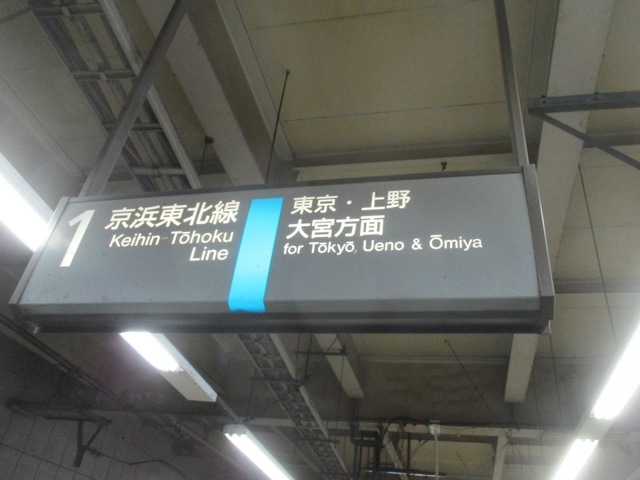 1
京浜東北線
Keihin-Tōhoku
Line
東京・上野
大宮方面
for Tōkyō, Ueno & Ōmiya